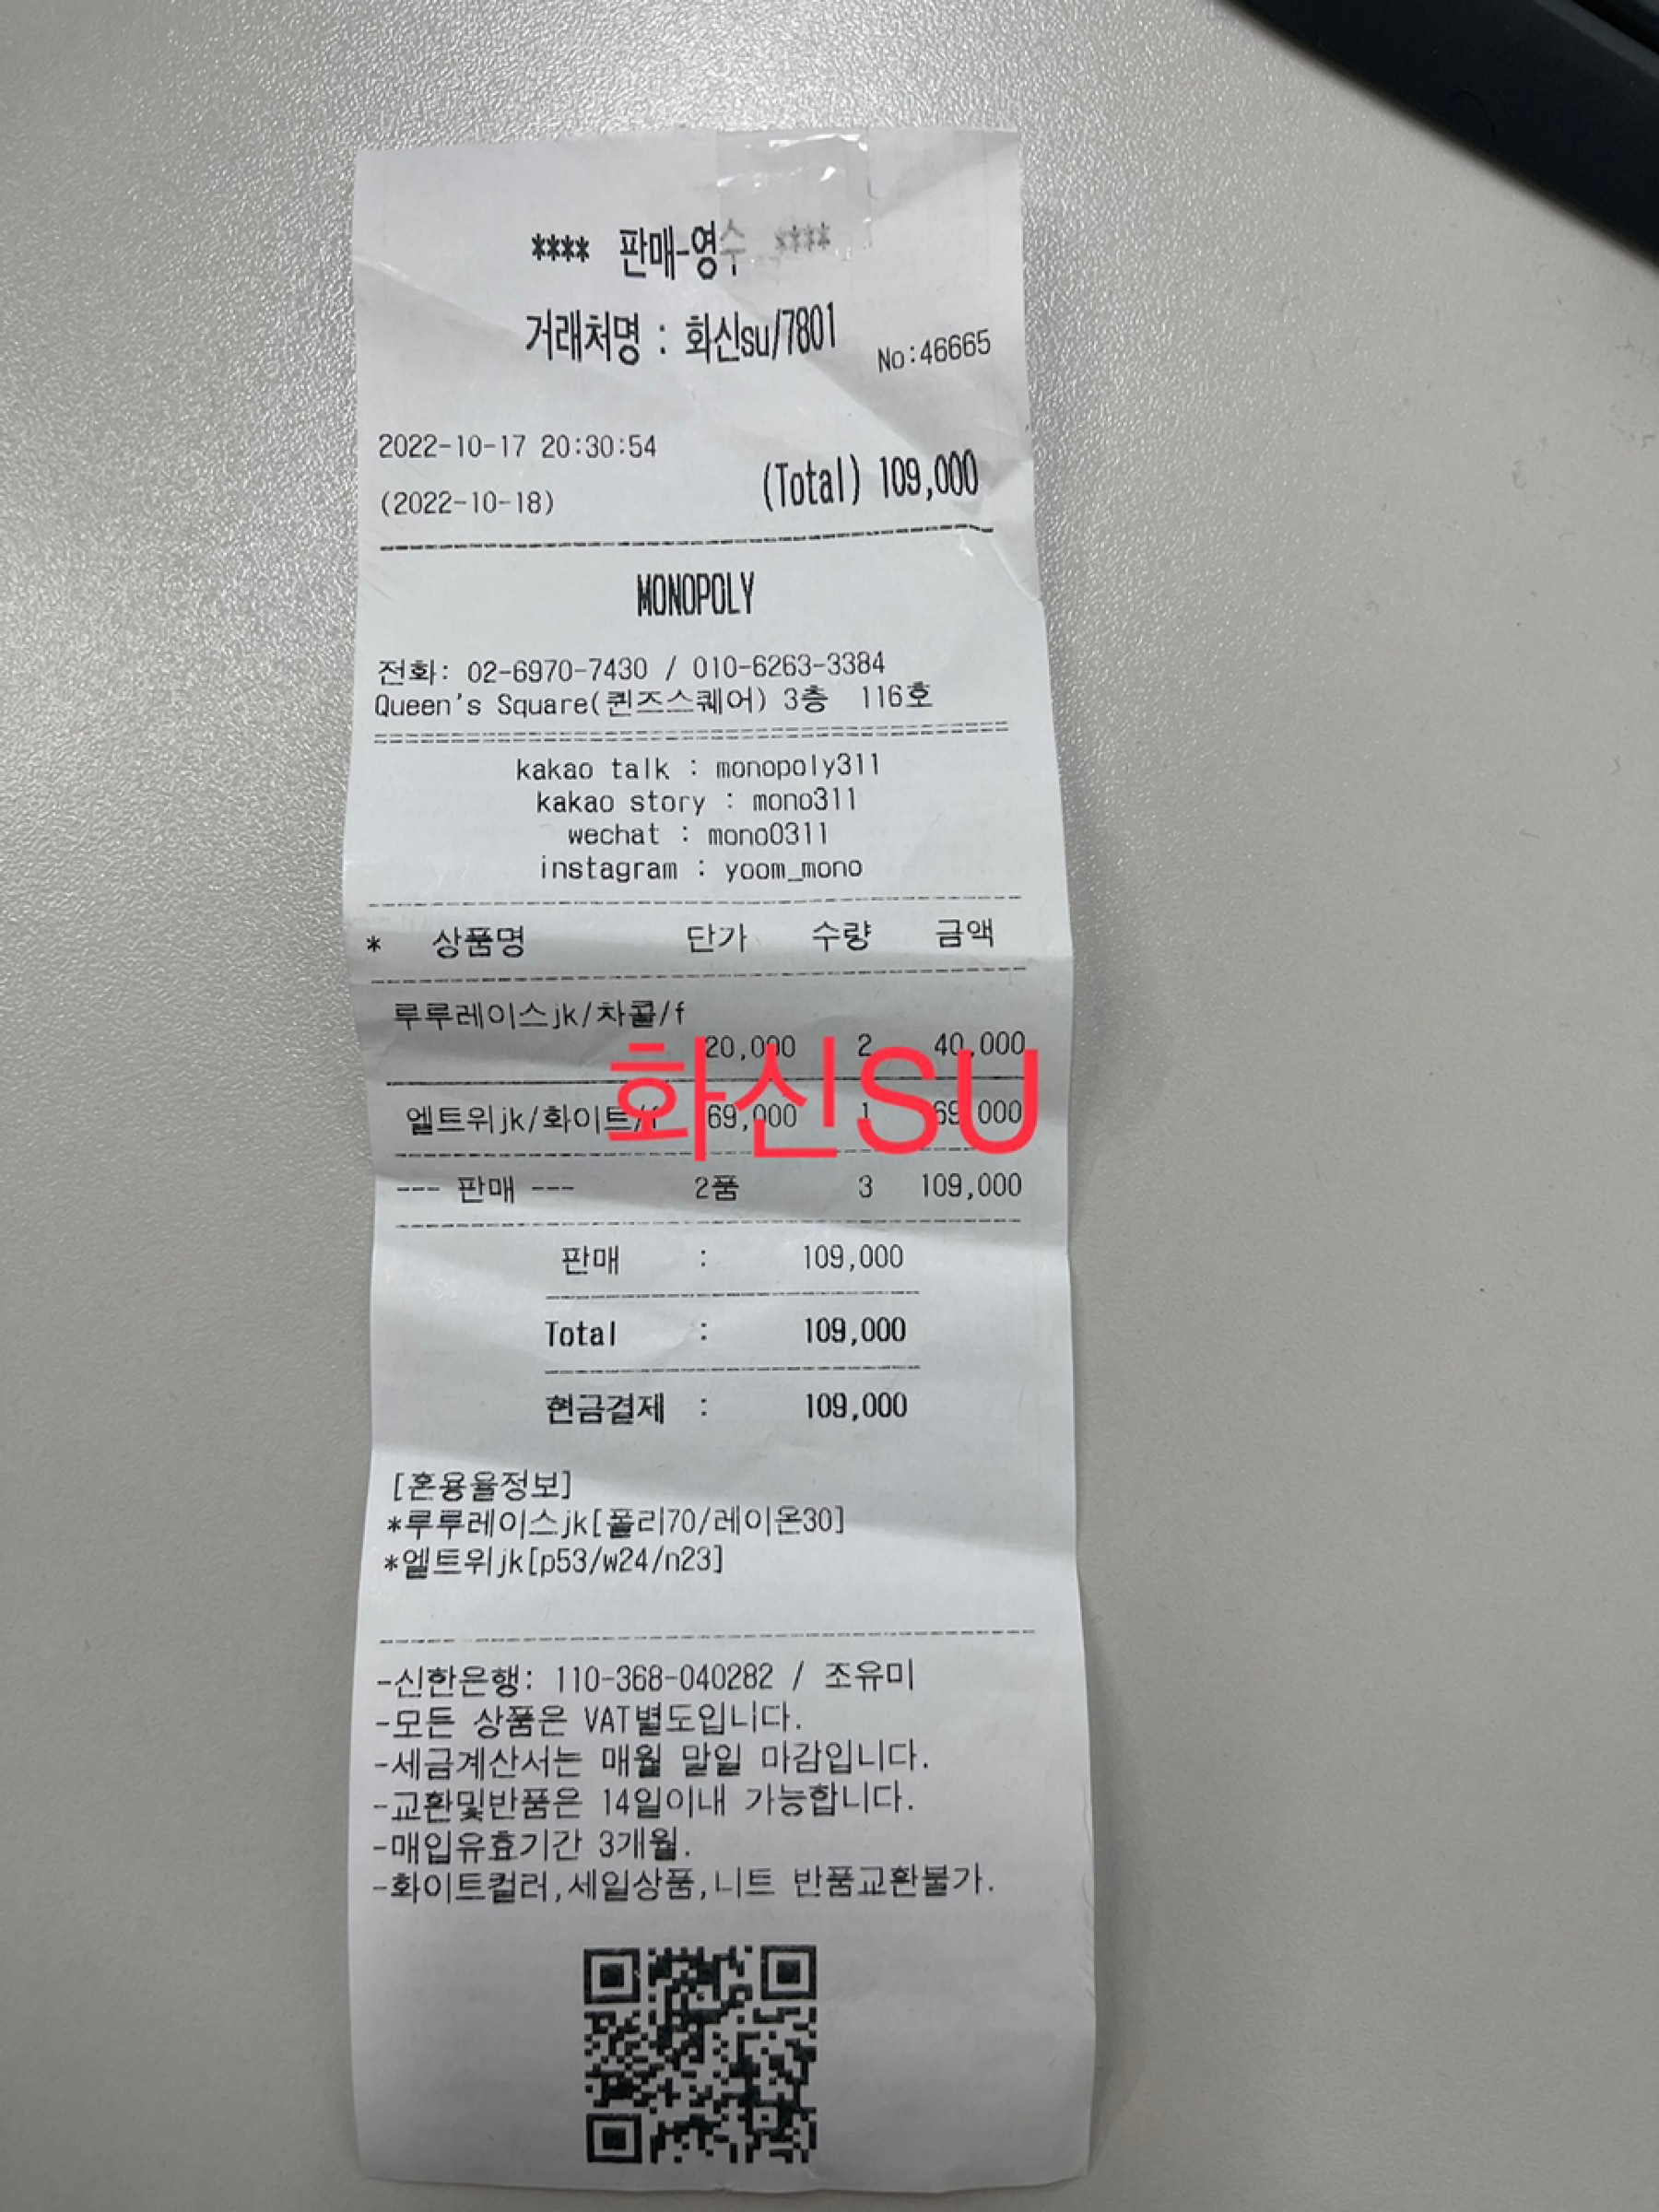 **** 판매-영수 ****
거래처명 : 화신su/7801
No:46665
2022-10-17 20:30:54
(2022-10-18)
(Total) 109,000
MONOPOLY
전화: 02-6970-7430 / 010-6263-3384
Queen's Square(퀸즈스퀘어) 3층 116호
kakao talk : monopoly311
kakao story : mono311
wechat : mono0311
instagram : yoom_mono
* 상품명 단가 수량 금액
루루레이스jk/차콜/f
20,000 2 40,000
화신SU
엘트위jk/화이트/f 69,000 1 69,000
--- 판매 --- 2품 3 109,000
판매 : 109,000
Total : 109,000
현금결제 : 109,000
[혼용율정보]
*루루레이스jk[폴리70/레이온30]
*엘트위jk[p53/w24/n23]
-신한은행: 110-368-040282 / 조유미
-모든 상품은 VAT별도입니다.
-세금계산서는 매월 말일 마감입니다.
-교환및반품은 14일이내 가능합니다.
-매입유효기간 3개월.
-화이트컬러,세일상품,니트 반품교환불가.